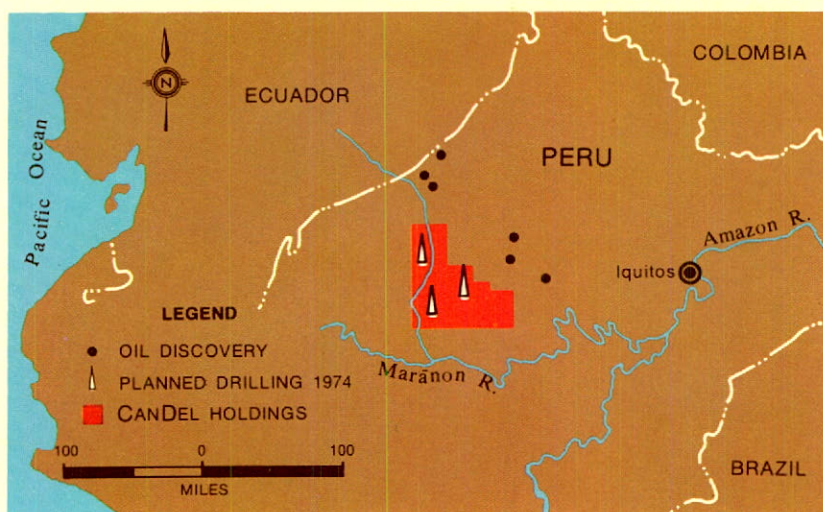 COLOMBIA
N
ECUADOR
Pacific Ocean
PERU
Amazon R.
Iquitos
LEGEND
OIL DISCOVERY
PLANNED DRILLING 1974
CANDEL HOLDINGS
Marañon R.
100 0 100
MILES
BRAZIL